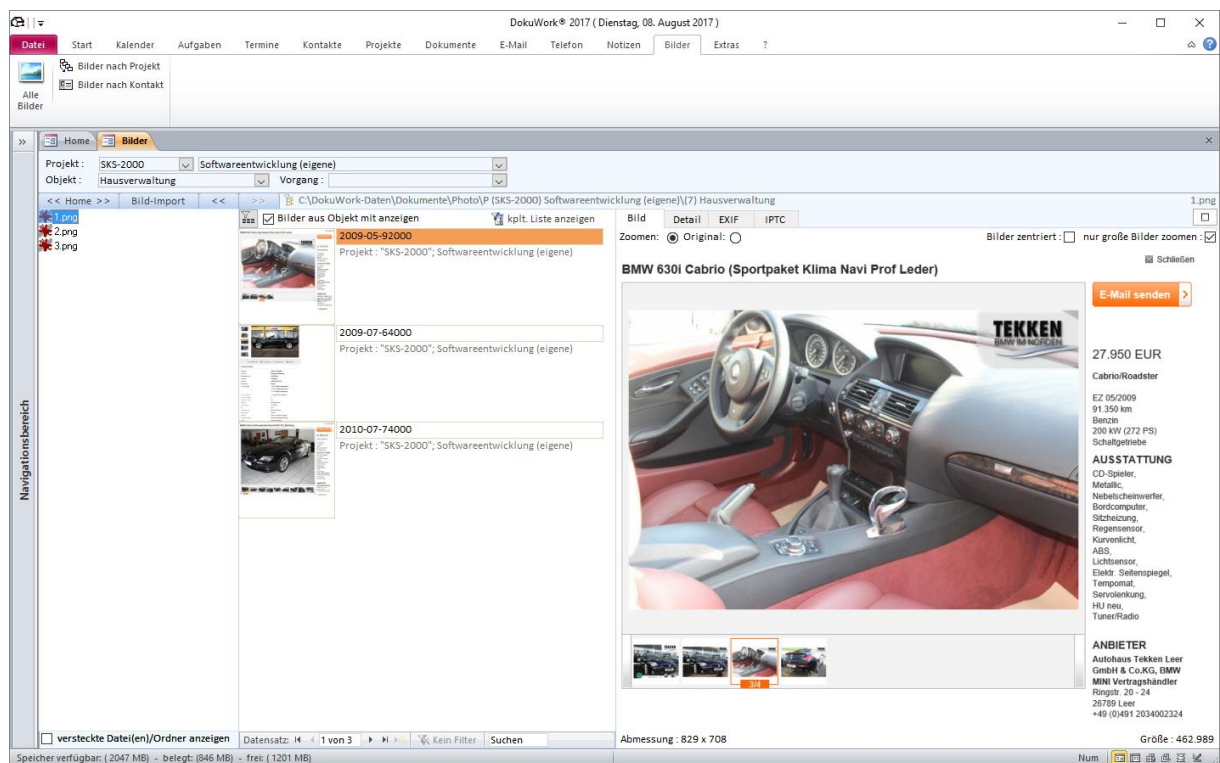 DokuWork® 2017 ( Dienstag, 08. August 2017 )
Datei Start Kalender Aufgaben Termine Kontakte Projekte Dokumente E-Mail Telefon Notizen Bilder Extras ?
Alle Bilder
Bilder nach Projekt
Bilder nach Kontakt
Home Bilder
Projekt : SKS-2000 Softwareentwicklung (eigene)
Objekt : Hausverwaltung Vorgang :
<< Home >> Bild-Import << >> C:\DokuWork-Daten\Dokumente\Photo\P (SKS-2000) Softwareentwicklung (eigene)\(7) Hausverwaltung 1.png
1.png
2.png
3.png
Navigationsbereich
Bilder aus Objekt mit anzeigen kplt. Liste anzeigen
2009-05-92000
Projekt : "SKS-2000"; Softwareentwicklung (eigene)
2009-07-64000
Projekt : "SKS-2000"; Softwareentwicklung (eigene)
2010-07-74000
Projekt : "SKS-2000"; Softwareentwicklung (eigene)
Bild Detail EXIF IPTC
Zoomen: Original: Bilder zentriert : nur große Bilder zoomen:
Schließen
BMW 630i Cabrio (Sportpaket Klima Navi Prof Leder)
E-Mail senden
TEKKEN
BMW IM NORDEN
27.950 EUR
Cabrio/Roadster
EZ 05/2009
91.350 km
Benzin
200 kW (272 PS)
Schaltgetriebe
AUSSTATTUNG
CD-Spieler,
Metallic,
Nebelscheinwerfer,
Bordcomputer,
Sitzheizung,
Regensensor,
Kurvenlicht,
ABS,
Lichtsensor,
Elektr. Seitenspiegel,
Tempomat,
Servolenkung,
HU neu,
Tuner/Radio
3/4
ANBIETER
Autohaus Tekken Leer
GmbH & Co.KG, BMW
MINI Vertragshändler
Ringstr. 20 - 24
26789 Leer
+49 (0)491 2034002324
versteckte Datei(en)/Ordner anzeigen
Datensatz: 1 von 3 Kein Filter Suchen
Abmessung : 829 x 708 Größe : 462.989
Speicher verfügbar: ( 2047 MB) - belegt: (846 MB) - frei: ( 1201 MB) Num